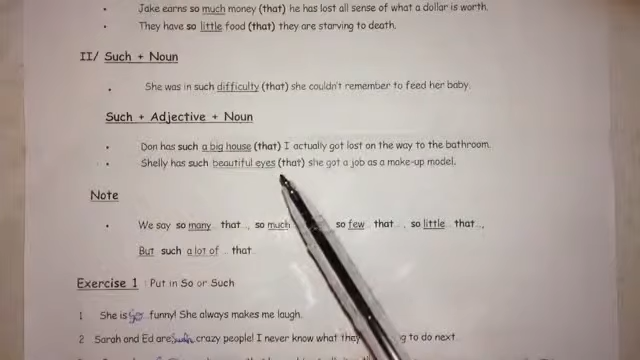 • Jake earns so much money (that) he has lost all sense of what a dollar is worth.
• They have so little food (that) they are starving to death.
II/ Such + Noun
• She was in such difficulty (that) she couldn't remember to feed her baby.
Such + Adjective + Noun
• Don has such a big house (that) I actually got lost on the way to the bathroom.
• Shelly has such beautiful eyes (that) she got a job as a make-up model.
Note
• We say so many... that..., so much so few... that..., so little... that...,
But such a lot of... that
Exercise 1 : Put in So or Such
1 She is so funny! She always makes me laugh.
2 Sarah and Ed are such crazy people! I never know what they g to do next.